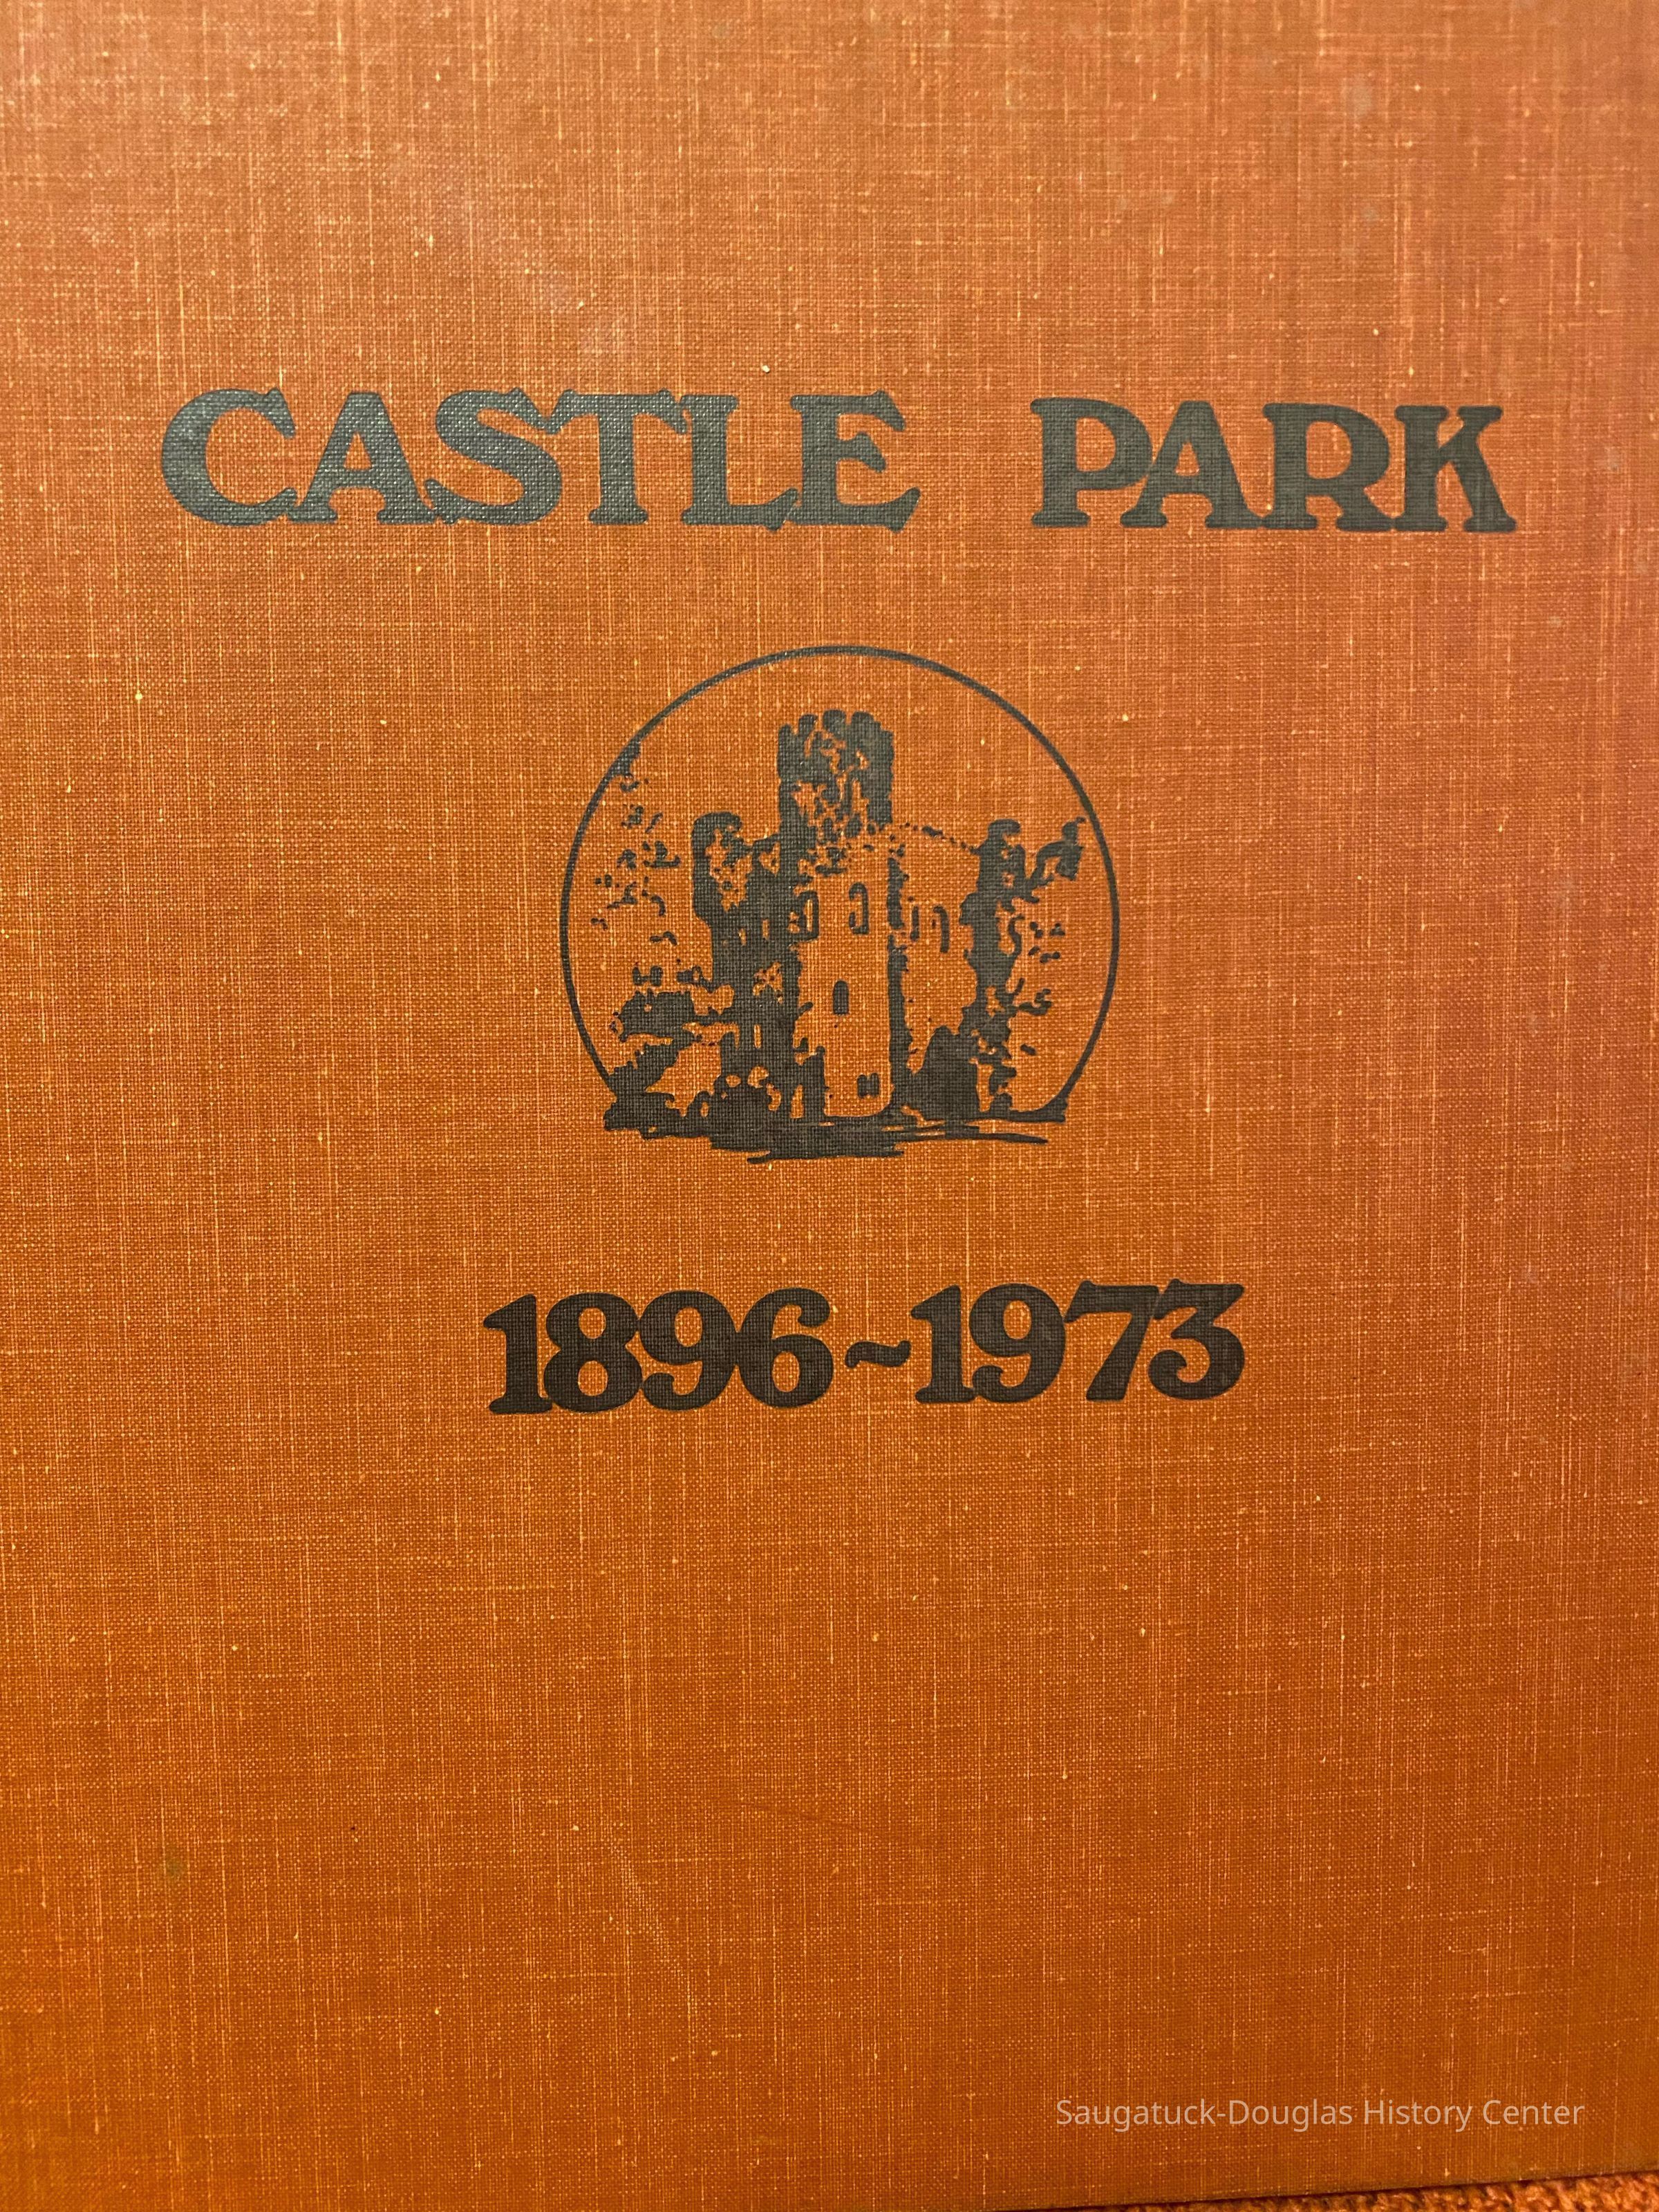 CASTLE PARK
1896~1973
Saugatuck-Douglas History Center